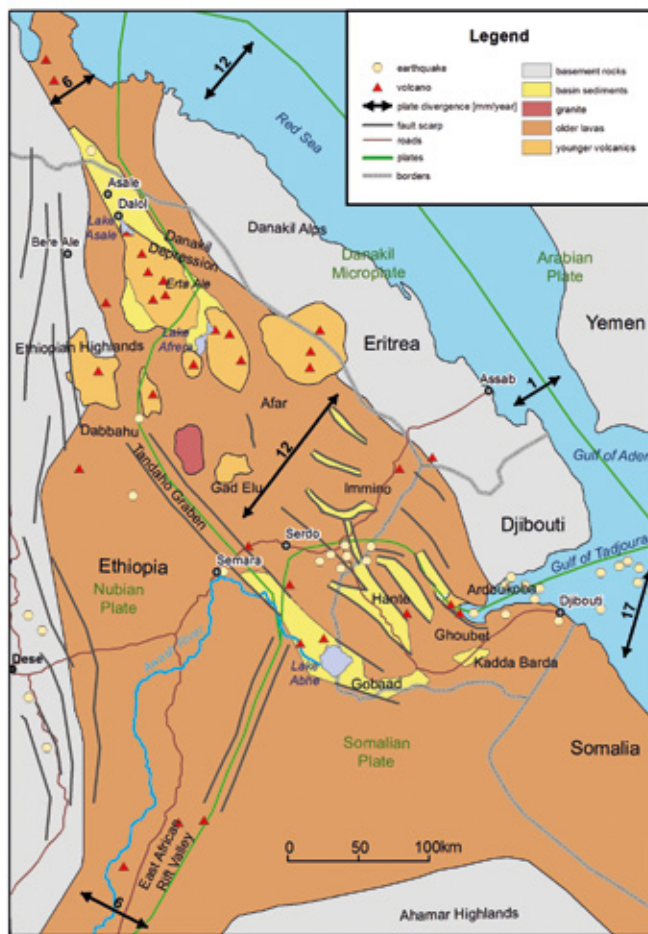 Legend
earthquake
volcano
plate divergence [mm/year]
fault scarp
roads
plates
borders
basement rocks
basin sediments
granite
older lavas
younger volcanics
6
12
Red Sea
Asale
Dalol
Lake
Asale
Bere Ale
Danakil
Depression
Danakil Alps
Danakil
Microplate
Arabian
Plate
Erta Ale
Yemen
Ethiopian Highlands
Lake
Afrera
Eritrea
Assab
1
Afar
12
Dabbahu
Gulf of Aden
Tandaho Graben
Gad Elu
Immino
Serdo
Djibouti
Gulf of Tadjoura
Ethiopia
Semara
Nubian
Plate
Hanle
Ardoukoba
Djibouti
17
Ghoubet
Awash River
Kadda Barda
Dese
Lake
Abhe
Gobaad
Somalian
Plate
Somalia
0 50 100km
East African
Rift Valley
6
Ahamar Highlands